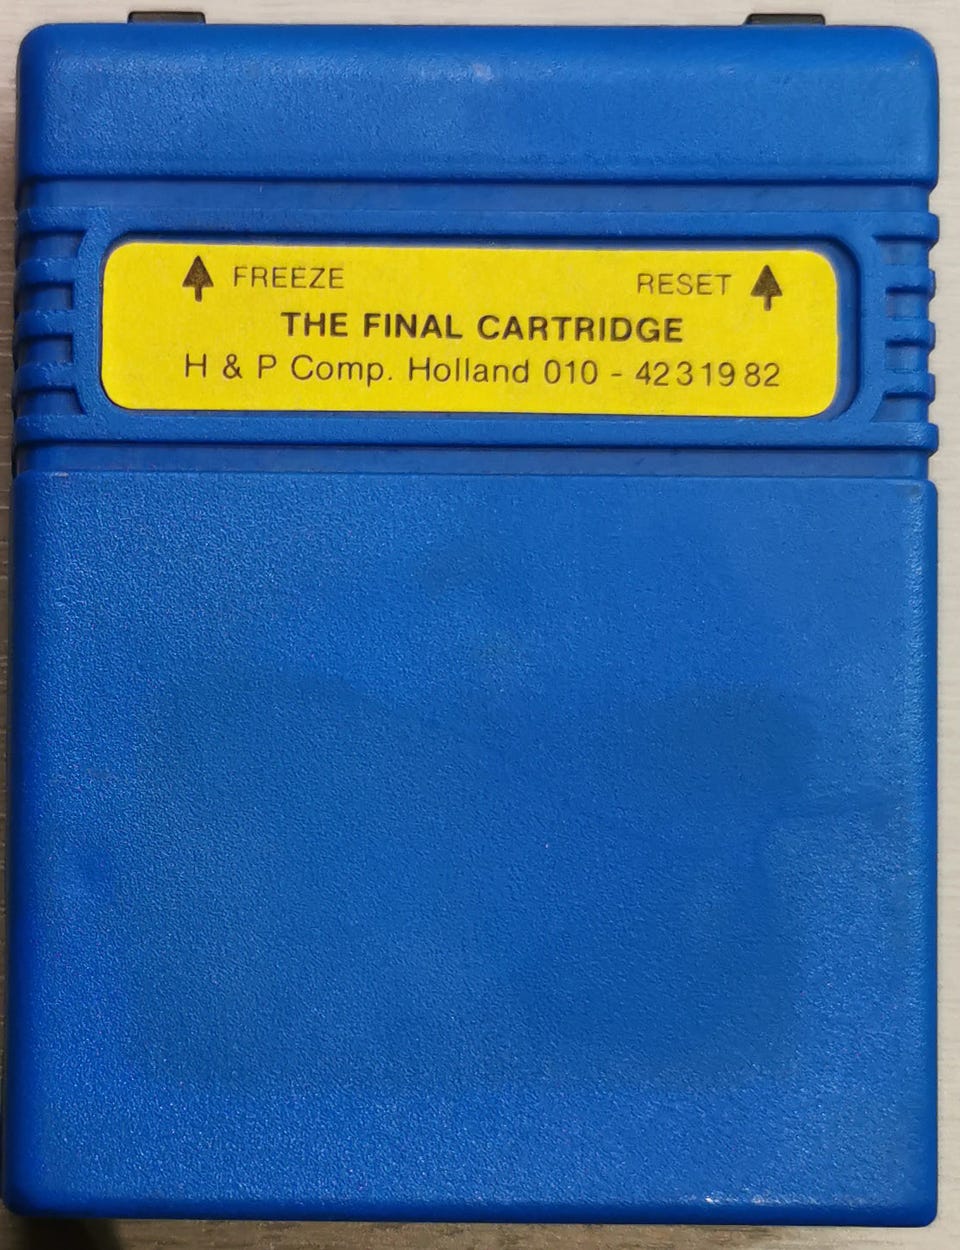 FREEZE RESET
THE FINAL CARTRIDGE
H & P Comp. Holland 010 - 4231982